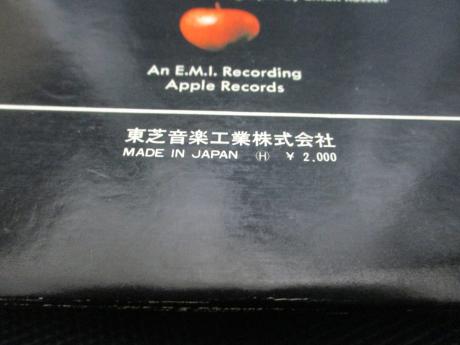 An E.M.I. Recording
Apple Records
東芝音楽工業株式会社
MADE IN JAPAN 〈H〉 ¥ 2,000